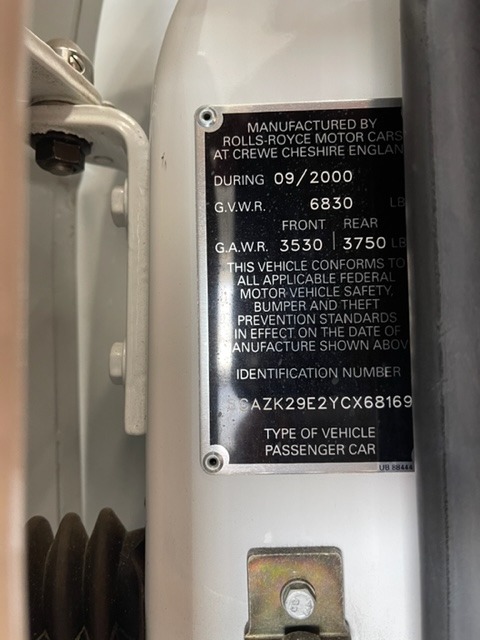 MANUFACTURED BY
ROLLS-ROYCE MOTOR CARS
AT CREWE CHESHIRE ENGLAN
DURING 09/2000
G.V.W.R. 6830 LB
FRONT REAR
G.A.W.R. 3530 3750 LB
THIS VEHICLE CONFORMS TO
ALL APPLICABLE FEDERAL
MOTOR VEHICLE SAFETY,
BUMPER AND THEFT
PREVENTION STANDARDS
IN EFFECT ON THE DATE OF
ANUFACTURE SHOWN ABOV
IDENTIFICATION NUMBER
CAZK29E2YCX68169
TYPE OF VEHICLE
PASSENGER CAR
UB 88444